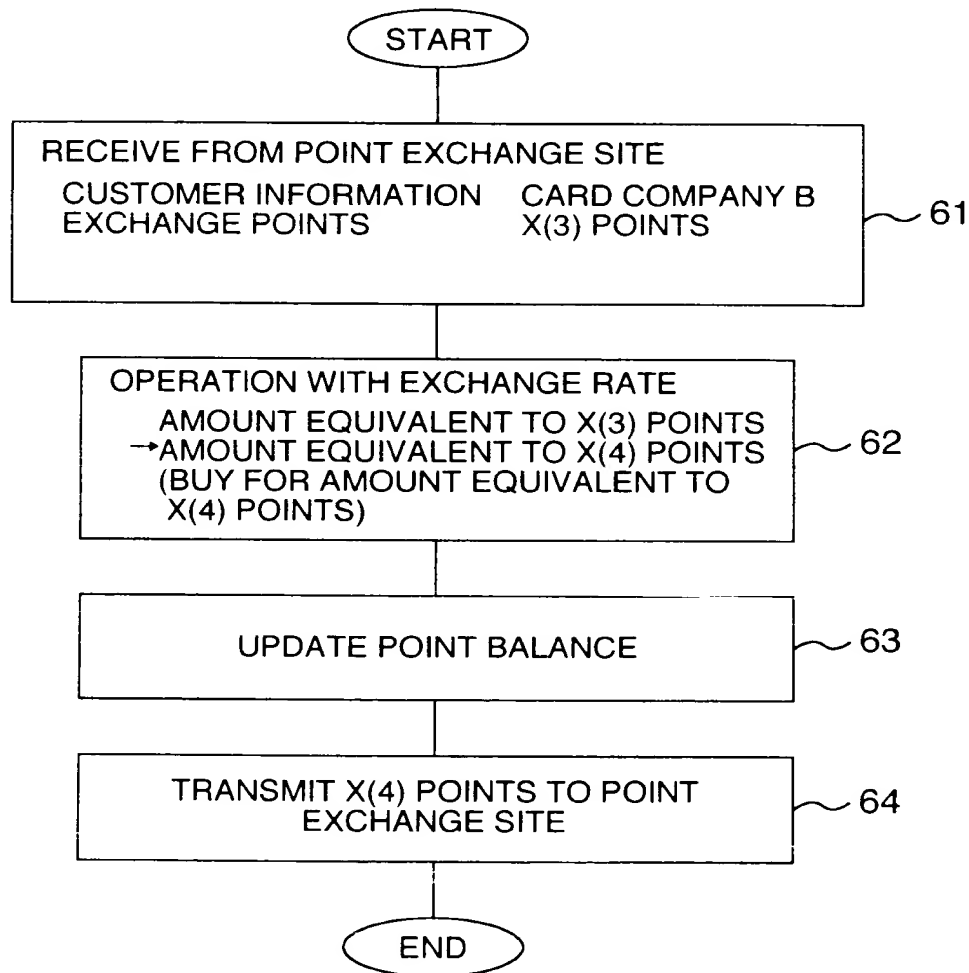 START
RECEIVE FROM POINT EXCHANGE SITE
CUSTOMER INFORMATION CARD COMPANY B
EXCHANGE POINTS X(3) POINTS
61
OPERATION WITH EXCHANGE RATE
AMOUNT EQUIVALENT TO X(3) POINTS
→AMOUNT EQUIVALENT TO X(4) POINTS
(BUY FOR AMOUNT EQUIVALENT TO
X(4) POINTS)
62
UPDATE POINT BALANCE
63
TRANSMIT X(4) POINTS TO POINT
EXCHANGE SITE
64
END